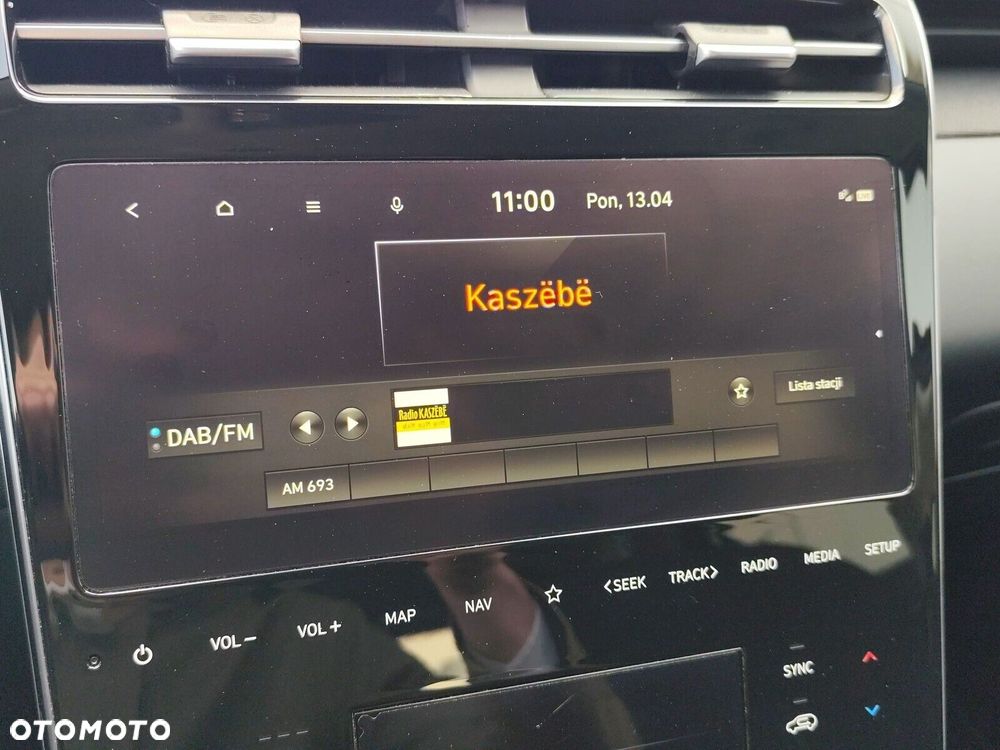 11:00 Pon, 13.04
Kaszëbë
DAB/FM
Radio KASZËBË
Lista stacji
AM 693
VOL− VOL+ MAP NAV <SEEK TRACK> RADIO MEDIA SETUP
SYNC
OTOMOTO